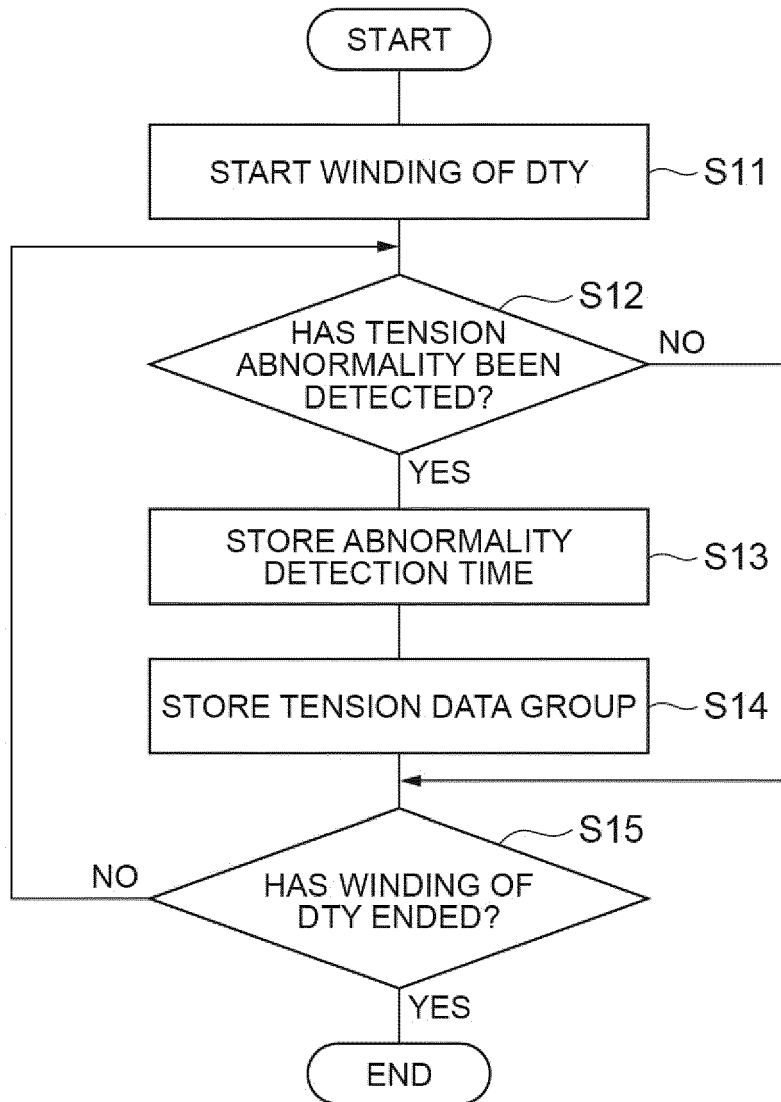 START
START WINDING OF DTY
S11
S12
HAS TENSION
ABNORMALITY BEEN
DETECTED?
NO
YES
STORE ABNORMALITY
DETECTION TIME
S13
STORE TENSION DATA GROUP
S14
S15
NO
HAS WINDING OF
DTY ENDED?
YES
END